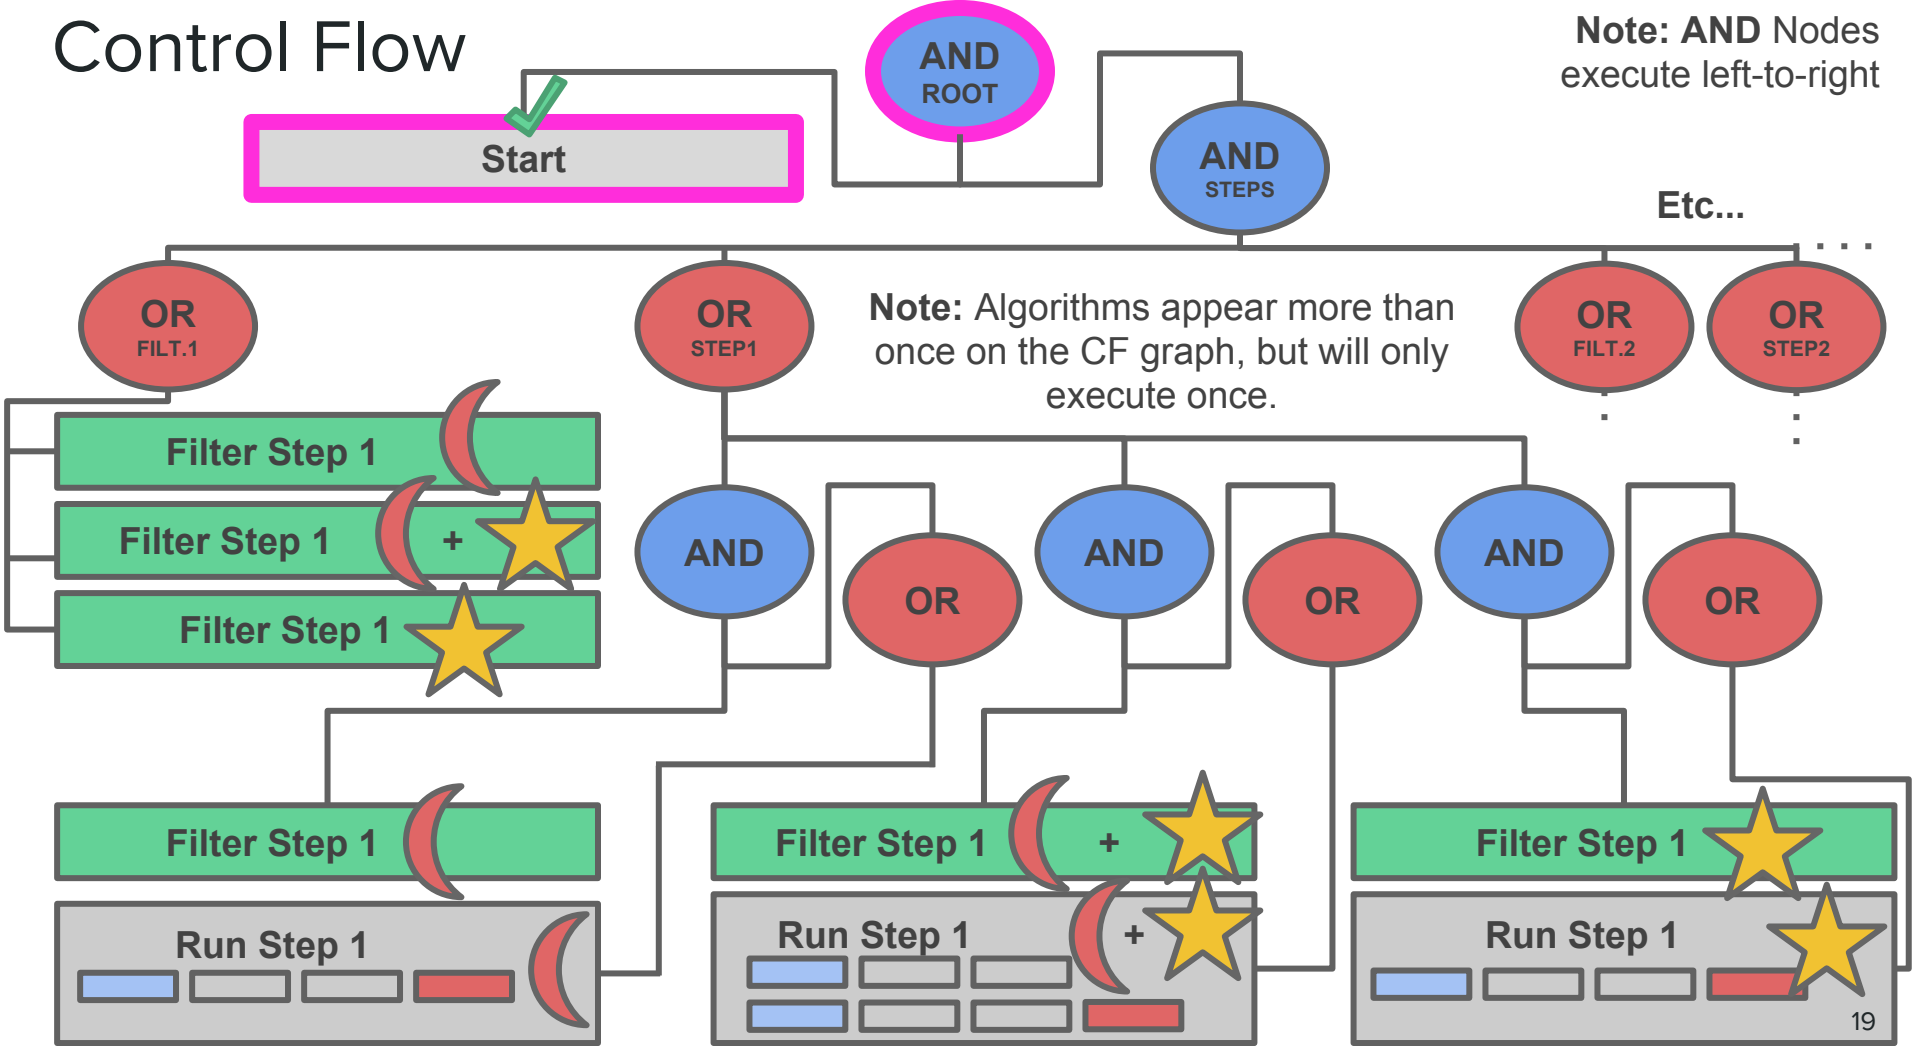 Control Flow
AND
ROOT
Note: AND Nodes
execute left-to-right
Start
AND
STEPS
Etc...
OR
FILT.1
OR
STEP1
Note: Algorithms appear more than
once on the CF graph, but will only
execute once.
OR
FILT.2
OR
STEP2
Filter Step 1
Filter Step 1 +
Filter Step 1
AND
OR
AND
OR
AND
OR
Filter Step 1
Filter Step 1 +
Filter Step 1
Run Step 1
Run Step 1 +
Run Step 1
19